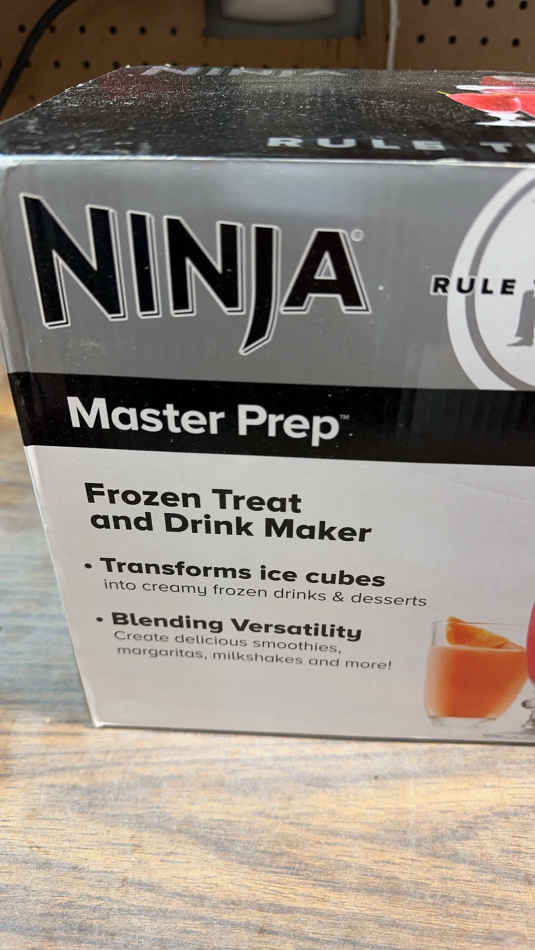 NINJA
RULE
NINJA®
RULE
Master Prep™
Frozen Treat
and Drink Maker
• Transforms ice cubes
into creamy frozen drinks & desserts
• Blending Versatility
Create delicious smoothies,
margaritas, milkshakes and more!